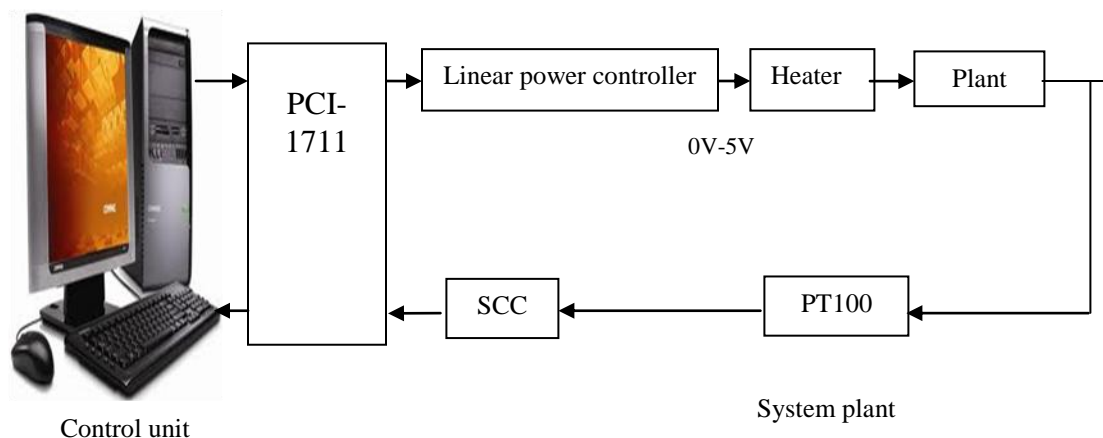 PCI-
1711
Linear power controller
Heater
Plant
0V-5V
SCC
PT100
System plant
Control unit